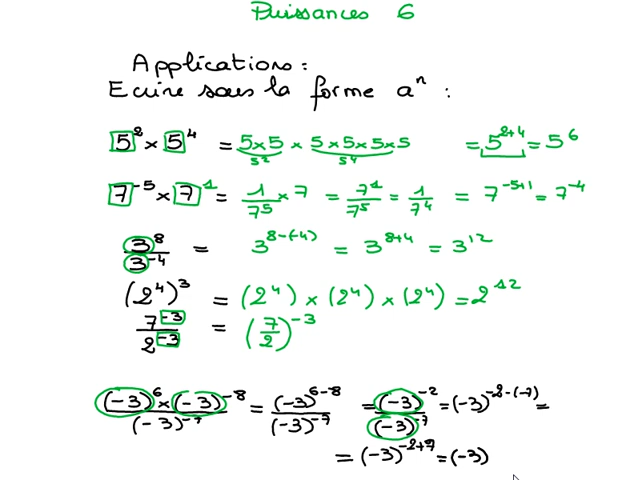 Puissances 6
Applications :
Ecrire sous la forme aⁿ :
5² × 5⁴ = 5×5 × 5×5×5×5 = 5²⁺⁴ = 5⁶
5² 5⁴
7⁻⁵ × 7¹ = 1/7⁵ × 7 = 7¹/7⁵ = 1/7⁴ = 7⁻⁵⁺¹ = 7⁻⁴
3⁸/3⁻⁴ = 3⁸⁻⁽⁻⁴⁾ = 3⁸⁺⁴ = 3¹²
(2⁴)³ = (2⁴) × (2⁴) × (2⁴) = 2¹²
7⁻³/2⁻³ = (7/2)⁻³
(-3)⁶ × (-3)⁻⁸/(-3)⁻⁷ = (-3)⁶⁻⁸/(-3)⁻⁷ = (-3)⁻²/(-3)⁻⁷ = (-3)⁻²⁻⁽⁻⁷⁾ =
= (-3)⁻²⁺⁷ = (-3)